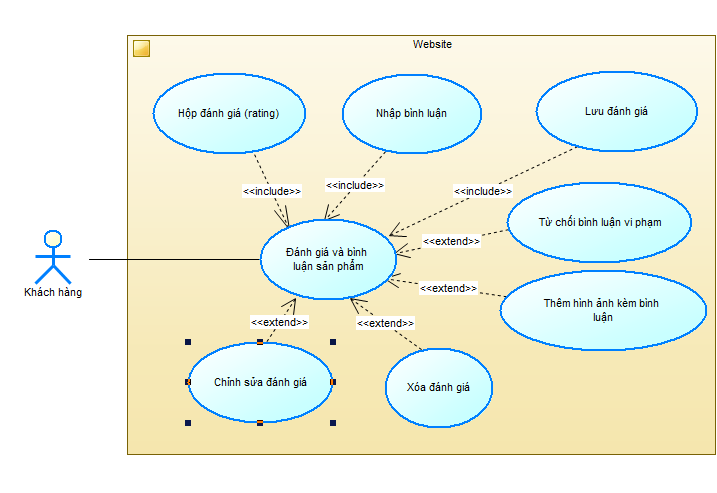 Website
Hộp đánh giá (rating)
Nhập bình luận
Lưu đánh giá
<<include>>
<<include>>
<<include>>
Từ chối bình luận vi phạm
<<extend>>
Đánh giá và bình
luận sản phẩm
Khách hàng
<<extend>>
Thêm hình ảnh kèm bình
luận
<<extend>>
<<extend>>
Chỉnh sửa đánh giá
Xóa đánh giá